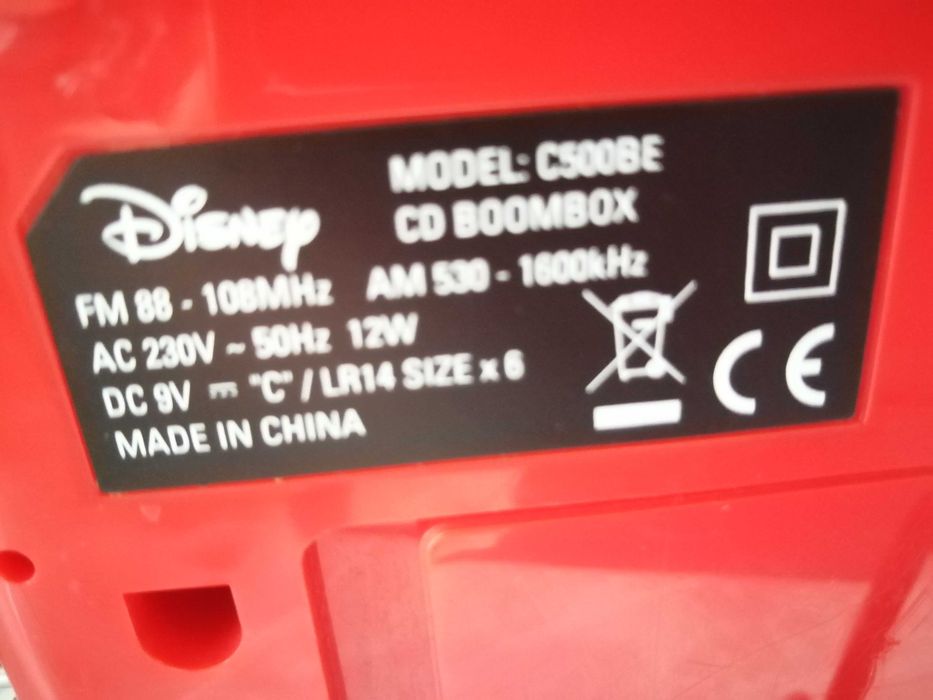 Disney
MODEL: C500BE
CD BOOMBOX
FM 88 - 108MHz AM 530 - 1600kHz
AC 230V ~ 50Hz 12W
DC 9V ⎓ "C" / LR14 SIZE x 6
MADE IN CHINA
CE